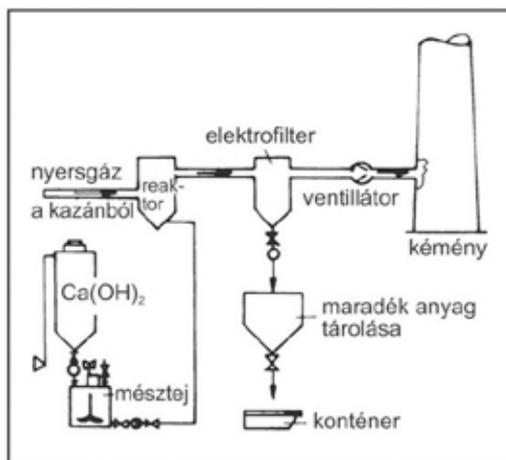 elektrofilter
nyersgáz
a kazánból
reak-
tor
ventillátor
kémény
Ca(OH)₂
maradék anyag
tárolása
mésztej
konténer